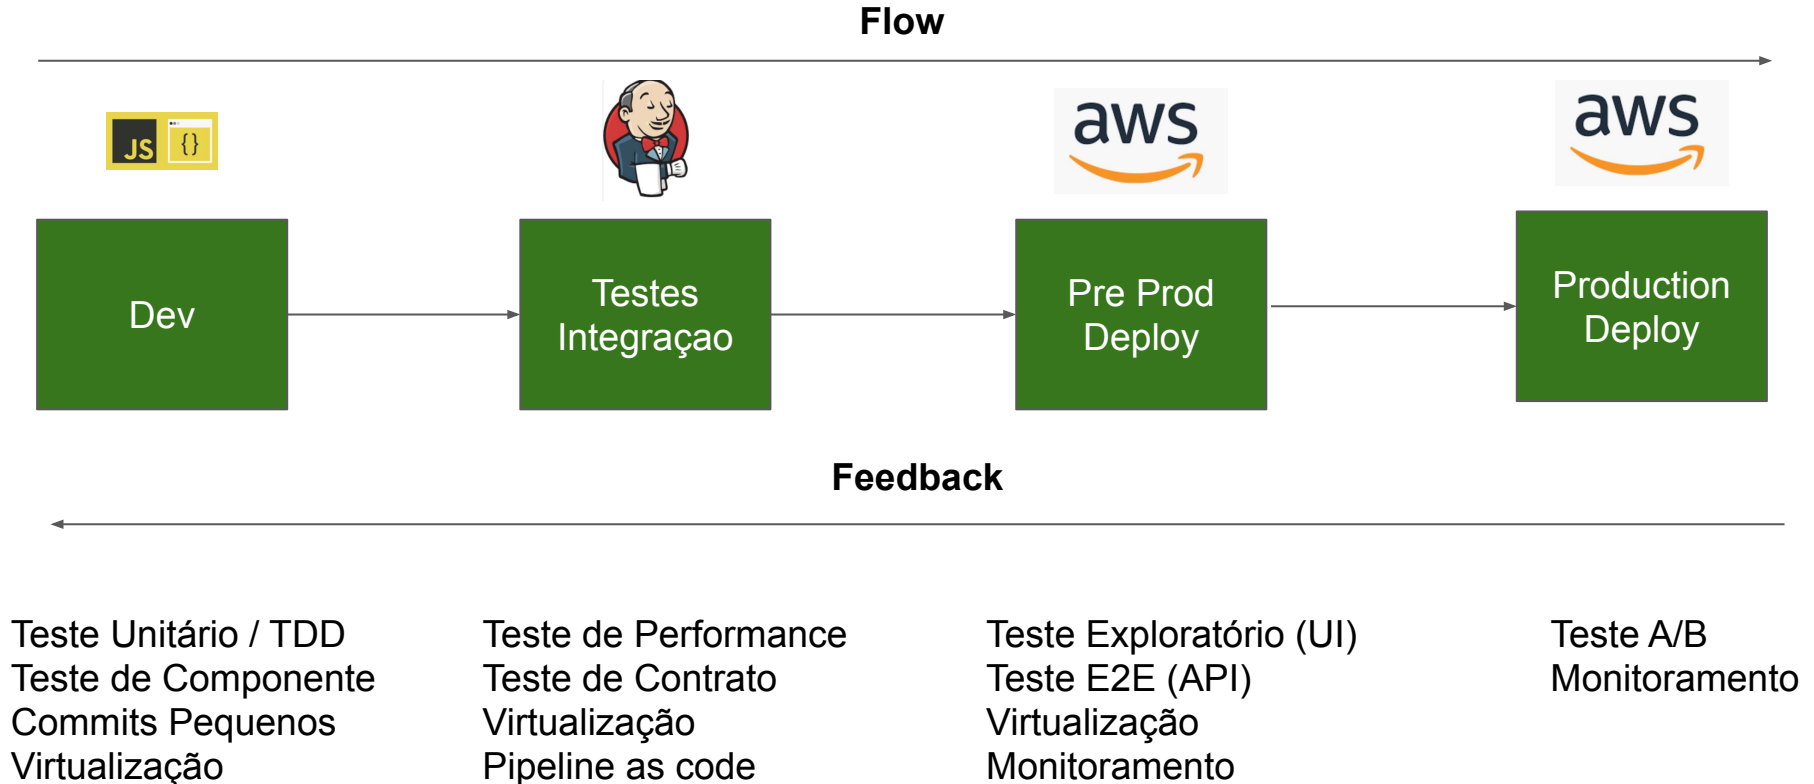 Flow
JS {}
aws
aws
Dev
Testes
Integraçao
Pre Prod
Deploy
Production
Deploy
Feedback
Teste Unitário / TDD
Teste de Componente
Commits Pequenos
Virtualização
Teste de Performance
Teste de Contrato
Virtualização
Pipeline as code
Teste Exploratório (UI)
Teste E2E (API)
Virtualização
Monitoramento
Teste A/B
Monitoramento